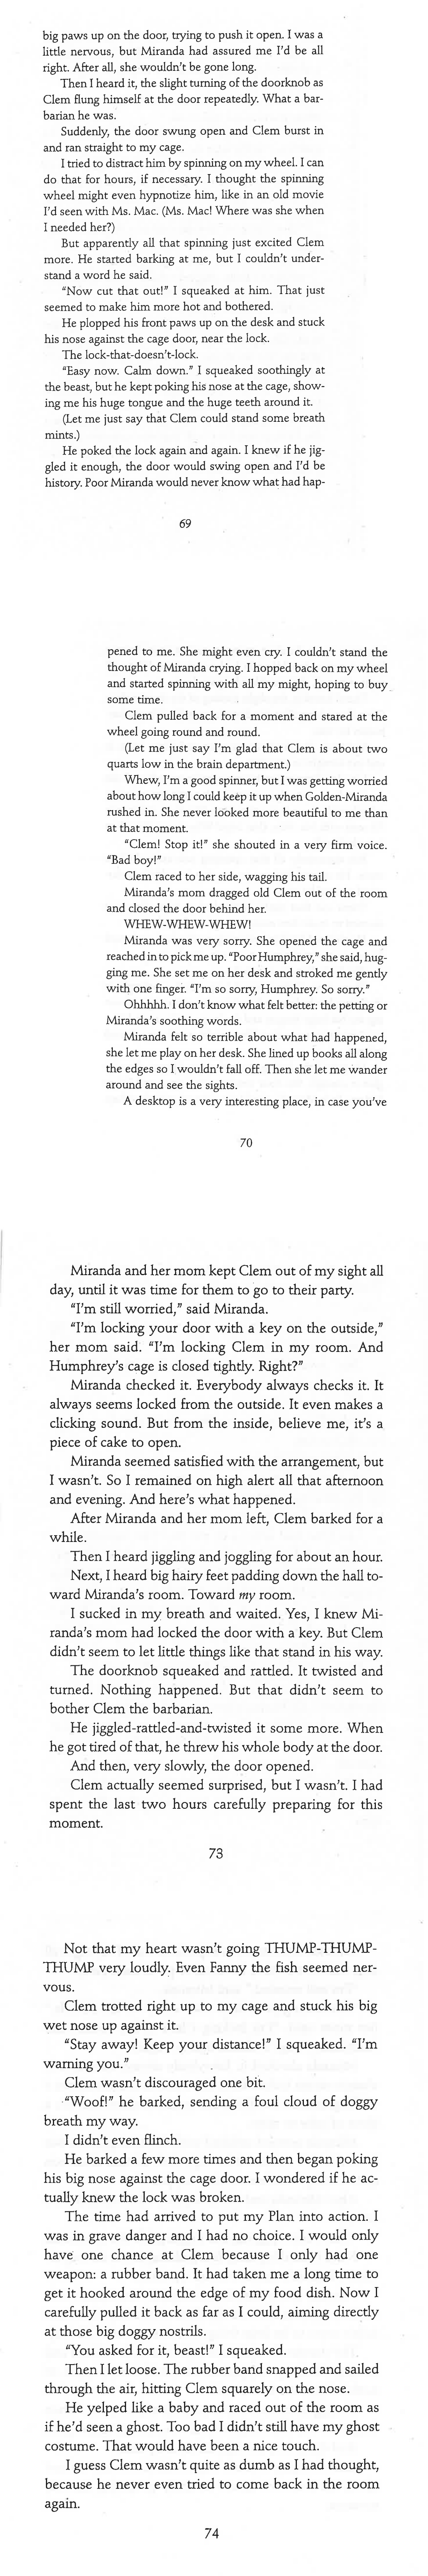 big paws up on the door, trying to push it open. I was a
little nervous, but Miranda had assured me I'd be all
right. After all, she wouldn't be gone long.
Then I heard it, the slight turning of the doorknob as
Clem flung himself at the door repeatedly. What a bar-
barian he was.
Suddenly, the door swung open and Clem burst in
and ran straight to my cage.
I tried to distract him by spinning on my wheel. I can
do that for hours, if necessary. I thought the spinning
wheel might even hypnotize him, like in an old movie
I'd seen with Ms. Mac. (Ms. Mac! Where was she when
I needed her?)
But apparently all that spinning just excited Clem
more. He started barking at me, but I couldn't under-
stand a word he said.
"Now cut that out!" I squeaked at him. That just
seemed to make him more hot and bothered.
He plopped his front paws up on the desk and stuck
his nose against the cage door, near the lock.
The lock-that-doesn't-lock.
"Easy now. Calm down." I squeaked soothingly at
the beast, but he kept poking his nose at the cage, show-
ing me his huge tongue and the huge teeth around it.
(Let me just say that Clem could stand some breath
mints.)
He poked the lock again and again. I knew if he jig-
gled it enough, the door would swing open and I'd be
history. Poor Miranda would never know what had hap-
69
pened to me. She might even cry. I couldn't stand the
thought of Miranda crying. I hopped back on my wheel
and started spinning with all my might, hoping to buy
some time.
Clem pulled back for a moment and stared at the
wheel going round and round.
(Let me just say I'm glad that Clem is about two
quarts low in the brain department.)
Whew, I'm a good spinner, but I was getting worried
about how long I could keep it up when Golden-Miranda
rushed in. She never looked more beautiful to me than
at that moment.
"Clem! Stop it!" she shouted in a very firm voice.
"Bad boy!"
Clem raced to her side, wagging his tail.
Miranda's mom dragged old Clem out of the room
and closed the door behind her.
WHEW-WHEW-WHEW!
Miranda was very sorry. She opened the cage and
reached in to pick me up. "Poor Humphrey," she said, hug-
ging me. She set me on her desk and stroked me gently
with one finger. "I'm so sorry, Humphrey. So sorry."
Ohhhhh. I don't know what felt better: the petting or
Miranda's soothing words.
Miranda felt so terrible about what had happened,
she let me play on her desk. She lined up books all along
the edges so I wouldn't fall off. Then she let me wander
around and see the sights.
A desktop is a very interesting place, in case you've
70
Miranda and her mom kept Clem out of my sight all
day, until it was time for them to go to their party.
"I'm still worried," said Miranda.
"I'm locking your door with a key on the outside,"
her mom said. "I'm locking Clem in my room. And
Humphrey's cage is closed tightly. Right?"
Miranda checked it. Everybody always checks it. It
always seems locked from the outside. It even makes a
clicking sound. But from the inside, believe me, it's a
piece of cake to open.
Miranda seemed satisfied with the arrangement, but
I wasn't. So I remained on high alert all that afternoon
and evening. And here's what happened.
After Miranda and her mom left, Clem barked for a
while.
Then I heard jiggling and joggling for about an hour.
Next, I heard big hairy feet padding down the hall to-
ward Miranda's room. Toward my room.
I sucked in my breath and waited. Yes, I knew Mi-
randa's mom had locked the door with a key. But Clem
didn't seem to let little things like that stand in his way.
The doorknob squeaked and rattled. It twisted and
turned. Nothing happened. But that didn't seem to
bother Clem the barbarian.
He jiggled-rattled-and-twisted it some more. When
he got tired of that, he threw his whole body at the door.
And then, very slowly, the door opened.
Clem actually seemed surprised, but I wasn't. I had
spent the last two hours carefully preparing for this
moment.
73
Not that my heart wasn't going THUMP-THUMP-
THUMP very loudly. Even Fanny the fish seemed ner-
vous.
Clem trotted right up to my cage and stuck his big
wet nose up against it.
"Stay away! Keep your distance!" I squeaked. "I'm
warning you."
Clem wasn't discouraged one bit.
"Woof!" he barked, sending a foul cloud of doggy
breath my way.
I didn't even flinch.
He barked a few more times and then began poking
his big nose against the cage door. I wondered if he ac-
tually knew the lock was broken.
The time had arrived to put my Plan into action. I
was in grave danger and I had no choice. I would only
have one chance at Clem because I only had one
weapon: a rubber band. It had taken me a long time to
get it hooked around the edge of my food dish. Now I
carefully pulled it back as far as I could, aiming directly
at those big doggy nostrils.
"You asked for it, beast!" I squeaked.
Then I let loose. The rubber band snapped and sailed
through the air, hitting Clem squarely on the nose.
He yelped like a baby and raced out of the room as
if he'd seen a ghost. Too bad I didn't still have my ghost
costume. That would have been a nice touch.
I guess Clem wasn't quite as dumb as I had thought,
because he never even tried to come back in the room
again.
74